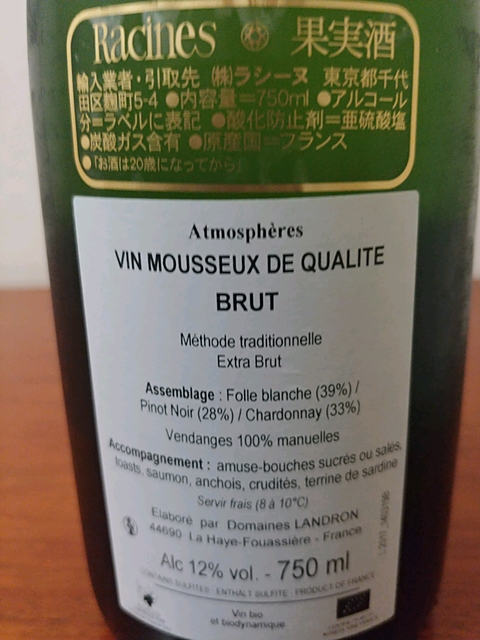 Racines 果実酒
輸入業者・引取先 ㈱ラシーヌ 東京都千代
田区麹町5-4 ●内容量=750ml ●アルコール
分=ラベルに表記 ●酸化防止剤=亜硫酸塩
●炭酸ガス含有 ●原産国=フランス
●「お酒は20歳になってから」
Atmosphères
VIN MOUSSEUX DE QUALITE
BRUT
Méthode traditionnelle
Extra Brut
Assemblage : Folle blanche (39%) /
Pinot Noir (28%) / Chardonnay (33%)
Vendanges 100% manuelles
Accompagnement : amuse-bouches sucrés ou salés,
toasts, saumon, anchois, crudités, terrine de sardine
Servir frais (8 à 10°C)
Elaboré par Domaines LANDRON
44690 La Haye-Fouassière - France
Alc 12% vol. - 750 ml
CONTAINS SULFITES - ENTHÄLT SULFITE - PRODUCT OF FRANCE
Vin bio
et biodynamique